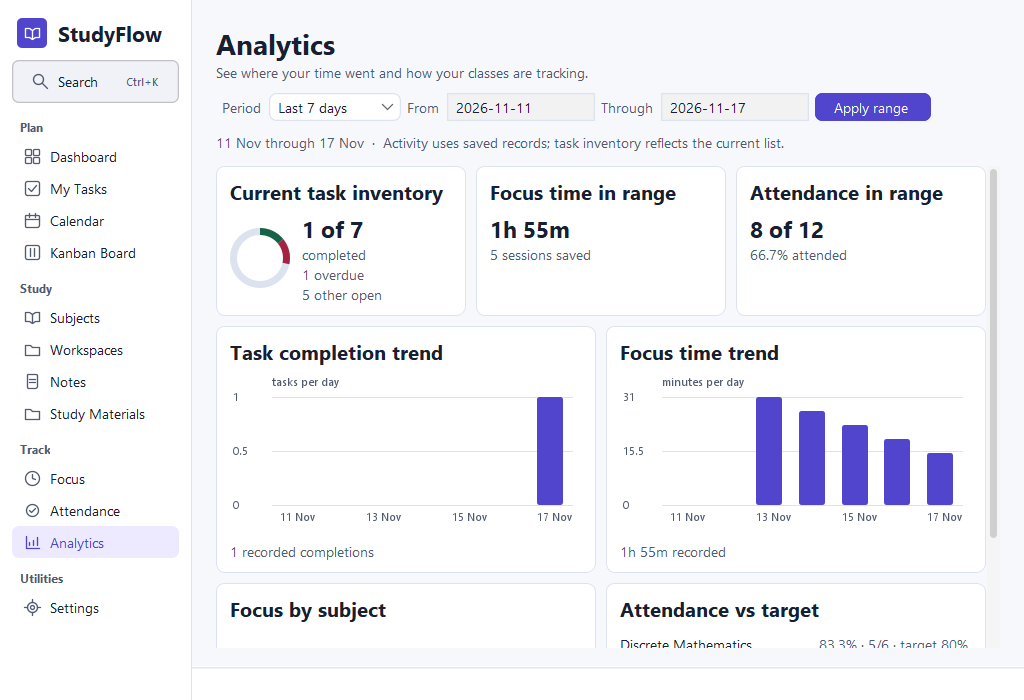 StudyFlow
Search Ctrl+K
Plan
Dashboard
My Tasks
Calendar
Kanban Board
Study
Subjects
Workspaces
Notes
Study Materials
Track
Focus
Attendance
Analytics
Utilities
Settings
Analytics
See where your time went and how your classes are tracking.
Period Last 7 days From 2026-11-11 Through 2026-11-17 Apply range
11 Nov through 17 Nov · Activity uses saved records; task inventory reflects the current list.
Current task inventory
1 of 7
completed
1 overdue
5 other open
Focus time in range
1h 55m
5 sessions saved
Attendance in range
8 of 12
66.7% attended
Task completion trend
tasks per day
1
0.5
0
11 Nov 13 Nov 15 Nov 17 Nov
1 recorded completions
Focus time trend
minutes per day
31
15.5
0
11 Nov 13 Nov 15 Nov 17 Nov
1h 55m recorded
Focus by subject
Attendance vs target
Discrete Mathematics 83.3% · 5/6 · target 80%